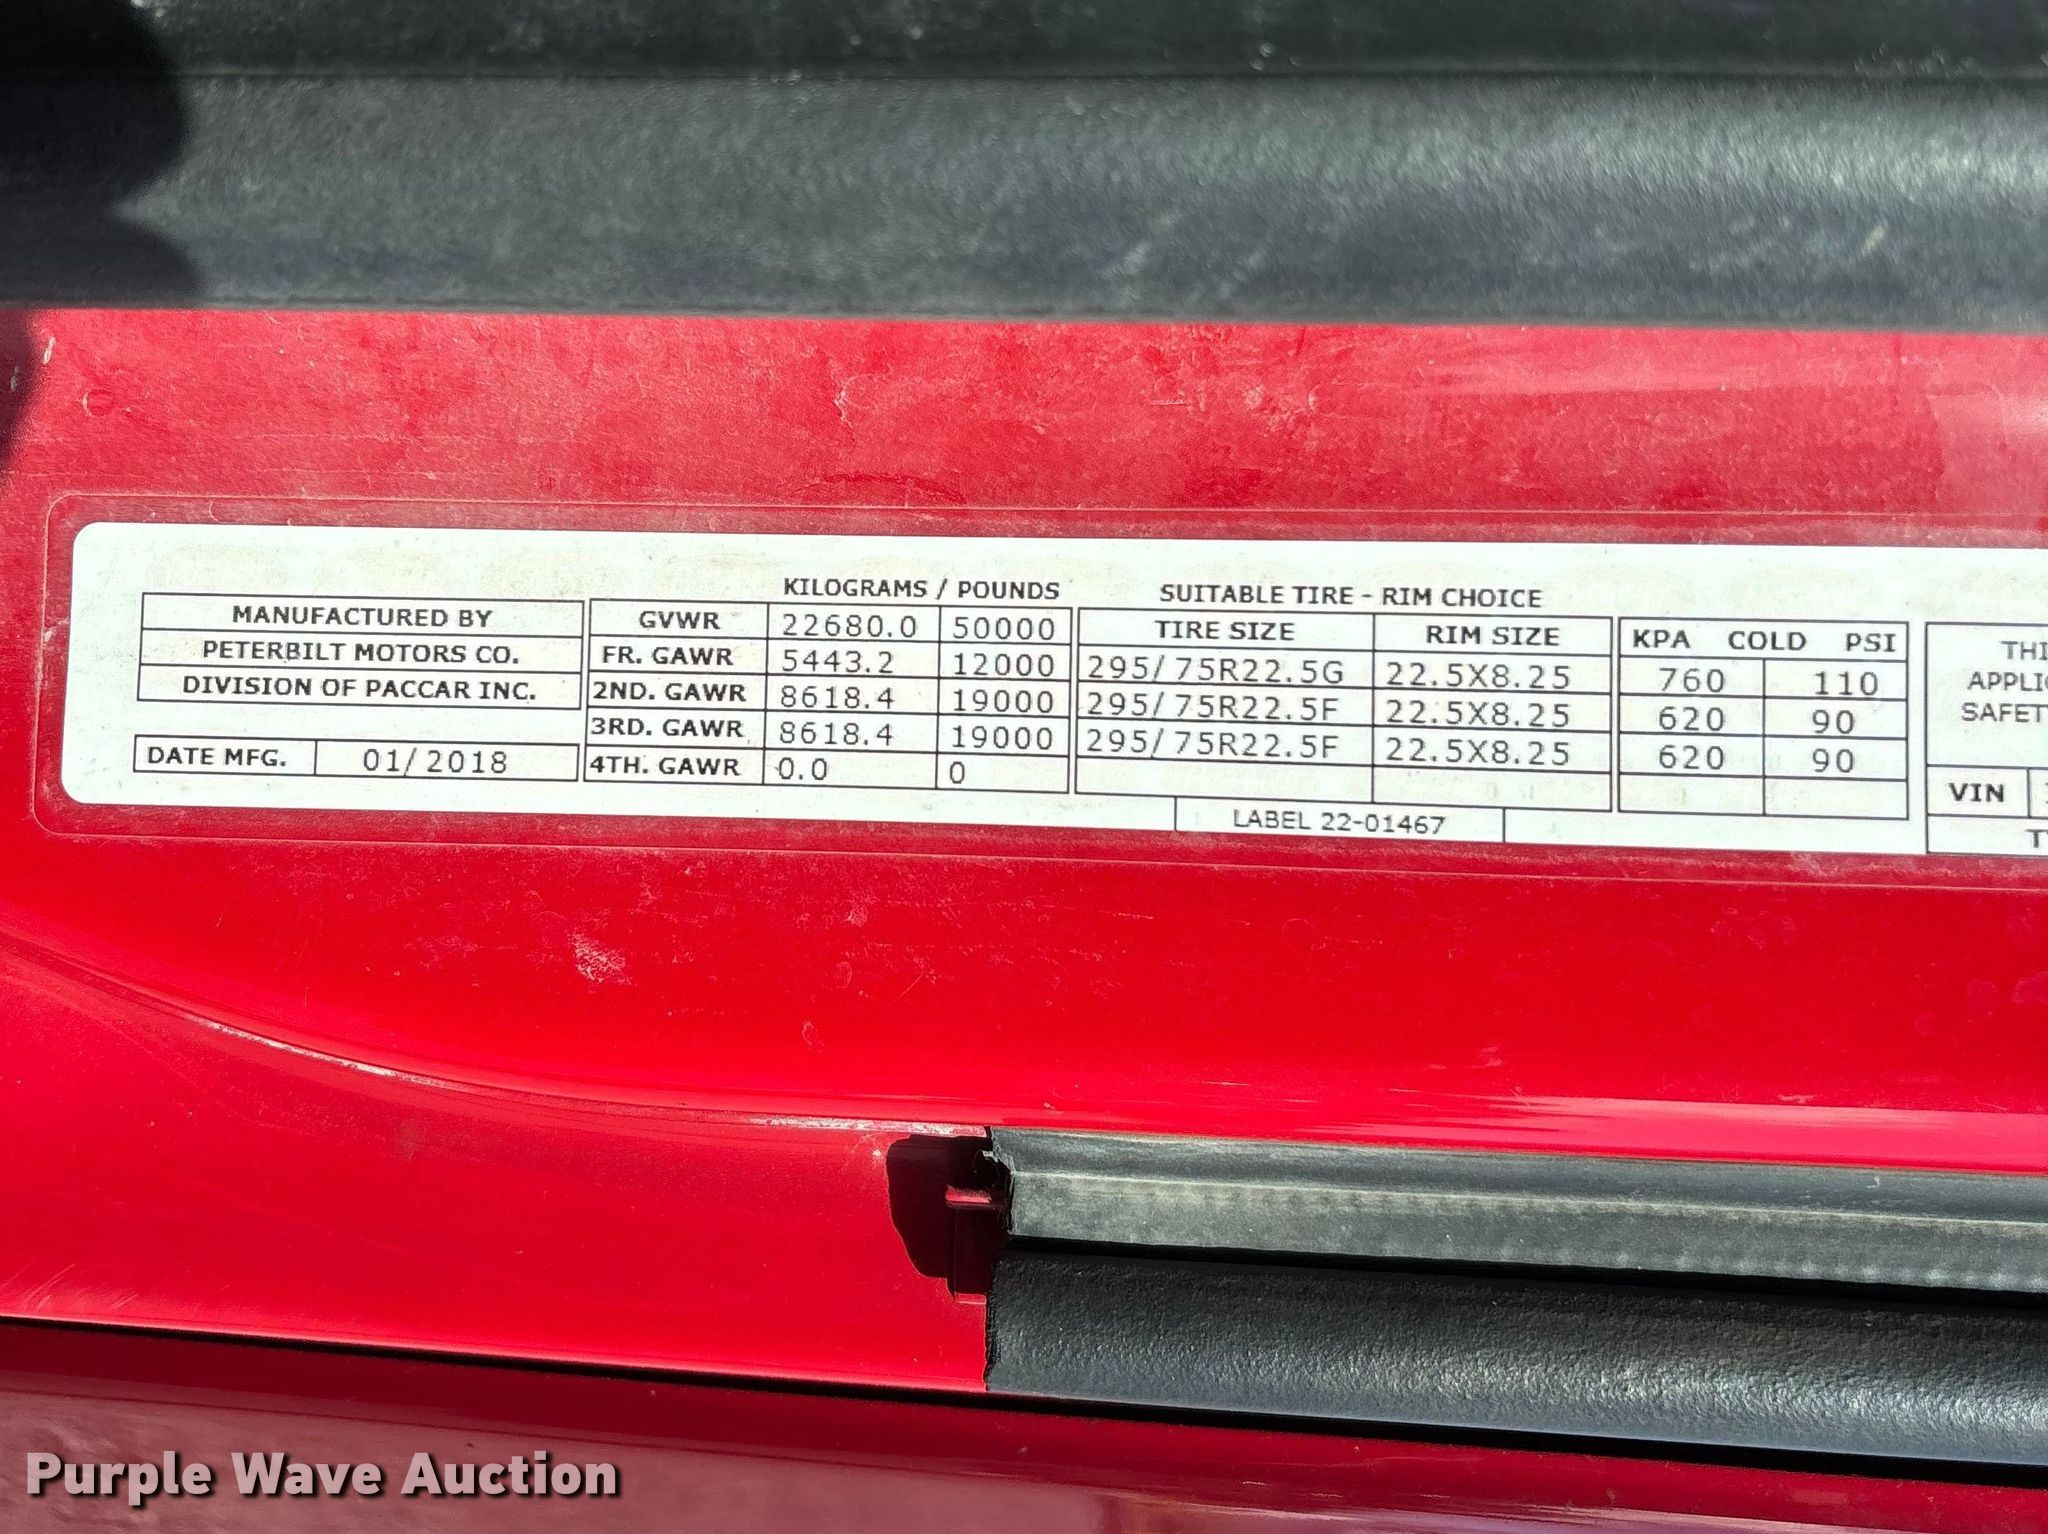 KILOGRAMS / POUNDS SUITABLE TIRE - RIM CHOICE
MANUFACTURED BY
PETERBILT MOTORS CO.
DIVISION OF PACCAR INC.
DATE MFG. 01/2018
GVWR 22680.0 50000
FR. GAWR 5443.2 12000
2ND. GAWR 8618.4 19000
3RD. GAWR 8618.4 19000
4TH. GAWR 0.0 0
TIRE SIZE RIM SIZE
295/75R22.5G 22.5X8.25
295/75R22.5F 22.5X8.25
295/75R22.5F 22.5X8.25
KPA COLD PSI
760 110
620 90
620 90
LABEL 22-01467
THI
APPLI
SAFET
VIN
Purple Wave Auction